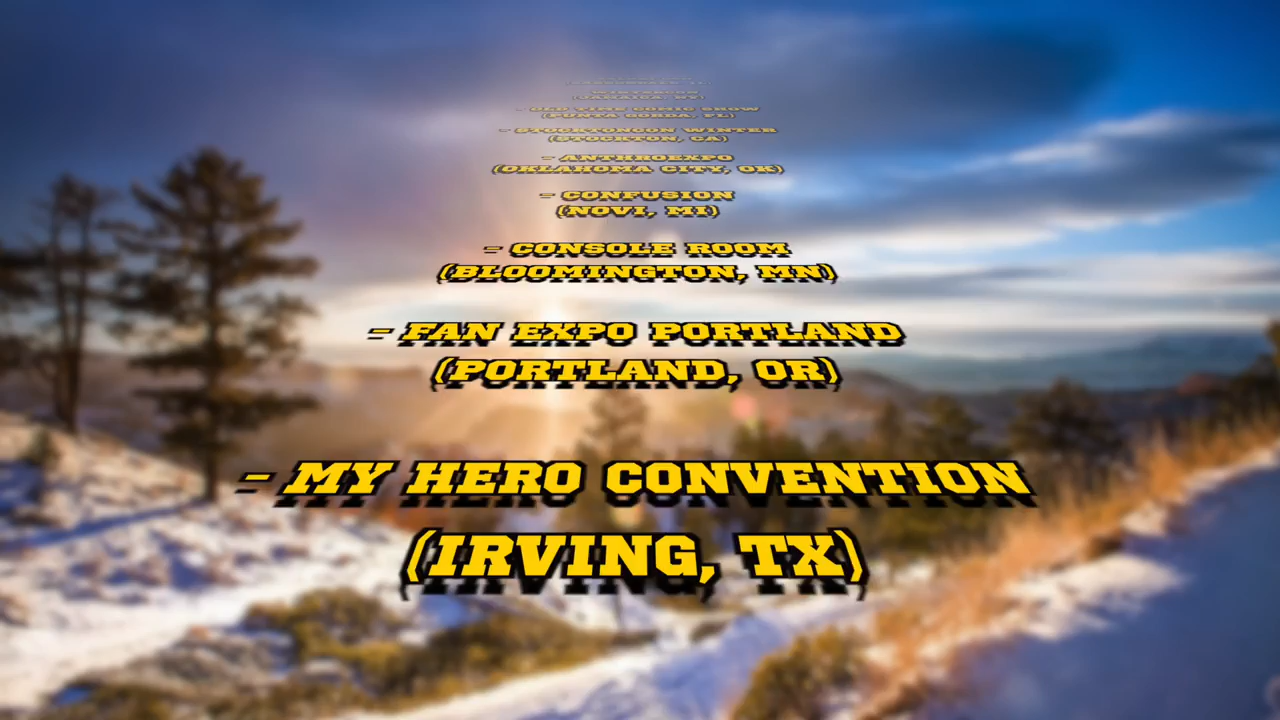 - OLD TIME COMIC SHOW
(PUNTA GORDA, FL)
- STOCKTONCON WINTER
(STOCKTON, CA)
- ANTHROEXPO
(OKLAHOMA CITY, OK)
- CONFUSION
(NOVI, MI)
- CONSOLE ROOM
(BLOOMINGTON, MN)
- FAN EXPO PORTLAND
(PORTLAND, OR)
- MY HERO CONVENTION
(IRVING, TX)